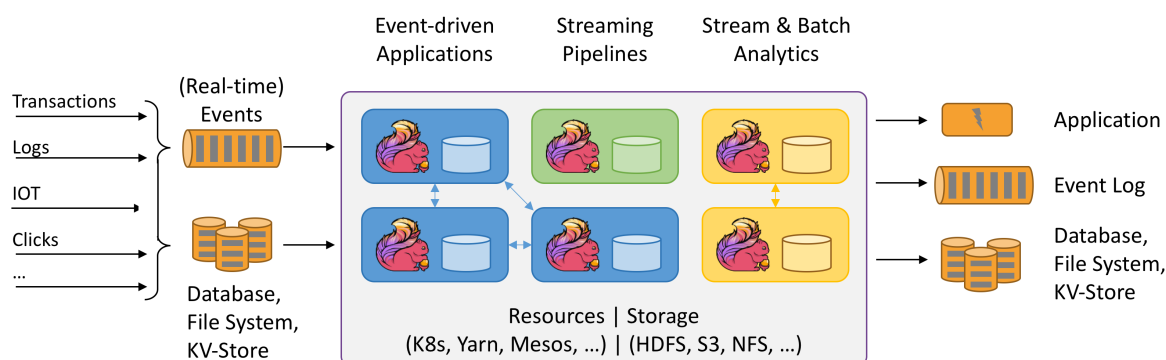 Event-driven
Applications
Streaming
Pipelines
Stream & Batch
Analytics
Transactions
Logs
IOT
Clicks
...
(Real-time)
Events
Database,
File System,
KV-Store
Resources | Storage
(K8s, Yarn, Mesos, ...) | (HDFS, S3, NFS, ...)
Application
Event Log
Database,
File System,
KV-Store